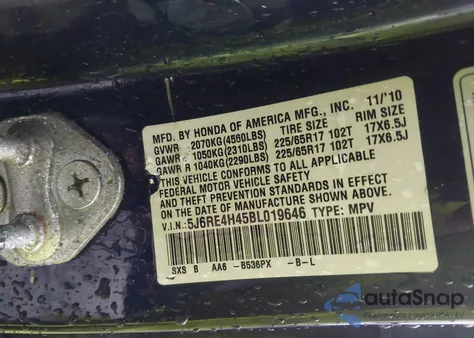 MFD. BY HONDA OF AMERICA MFG., INC. 11/'10
GVWR 2070KG(4560LBS) TIRE SIZE RIM SIZE
GAWR F 1050KG(2310LBS) 225/65R17 102T 17X6.5J
GAWR R 1040KG(2290LBS) 225/65R17 102T 17X6.5J
THIS VEHICLE CONFORMS TO ALL APPLICABLE
FEDERAL MOTOR VEHICLE SAFETY, BUMPER,
AND THEFT PREVENTION STANDARDS IN EFFECT
ON THE DATE OF MANUFACTURE SHOWN ABOVE.
V.I.N.: 5J6RE4H45BL019646 TYPE: MPV
SXS B AA6 -B536PX -B-L
autoSnap